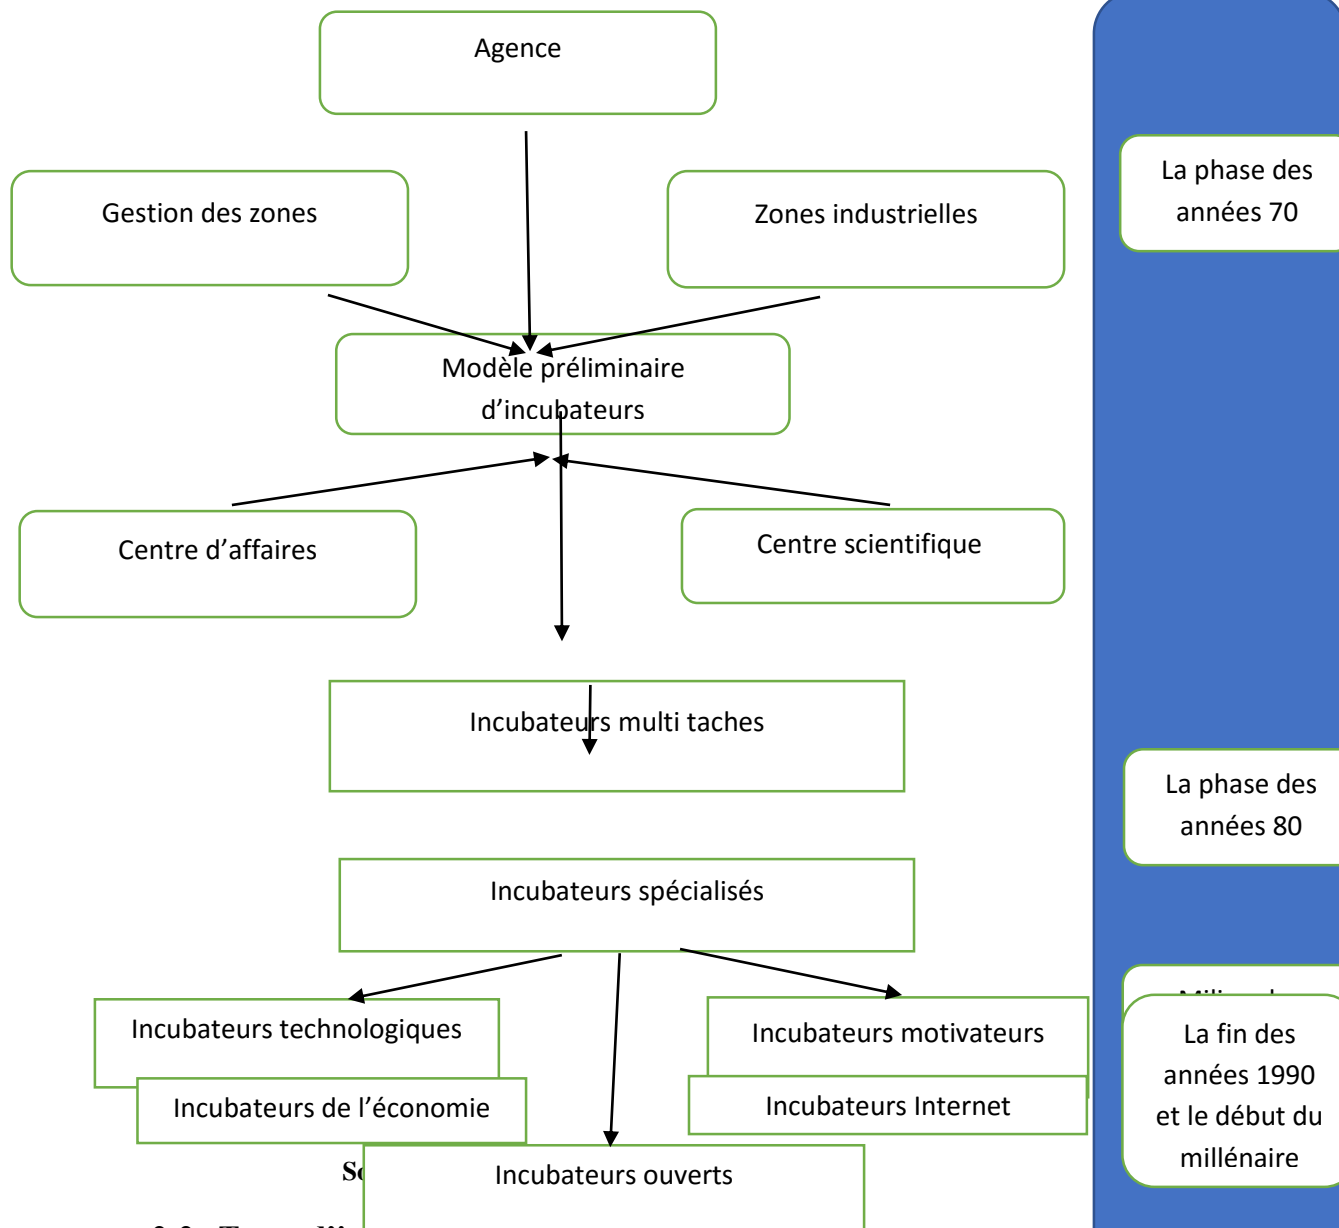 Agence
Gestion des zones
Zones industrielles
La phase des
années 70
Modèle préliminaire
d’incubateurs
Centre d’affaires
Centre scientifique
Incubateurs multi taches
La phase des
années 80
Incubateurs spécialisés
Incubateurs technologiques
Incubateurs motivateurs
Incubateurs de l’économie
Incubateurs Internet
La fin des
années 1990
et le début du
millénaire
Incubateurs ouverts